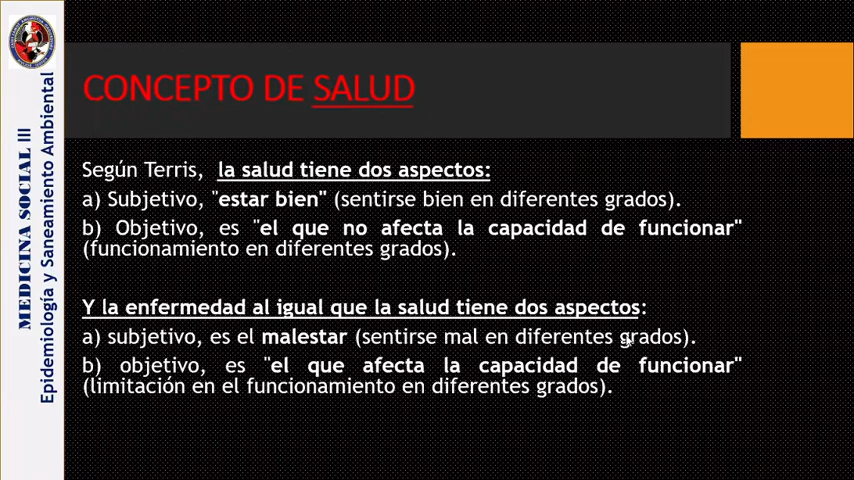 MEDICINA SOCIAL III
Epidemiología y Saneamiento Ambiental
CONCEPTO DE SALUD
Según Terris, la salud tiene dos aspectos:
a) Subjetivo, "estar bien" (sentirse bien en diferentes grados).
b) Objetivo, es "el que no afecta la capacidad de funcionar"
(funcionamiento en diferentes grados).
Y la enfermedad al igual que la salud tiene dos aspectos:
a) subjetivo, es el malestar (sentirse mal en diferentes grados).
b) objetivo, es "el que afecta la capacidad de funcionar"
(limitación en el funcionamiento en diferentes grados).